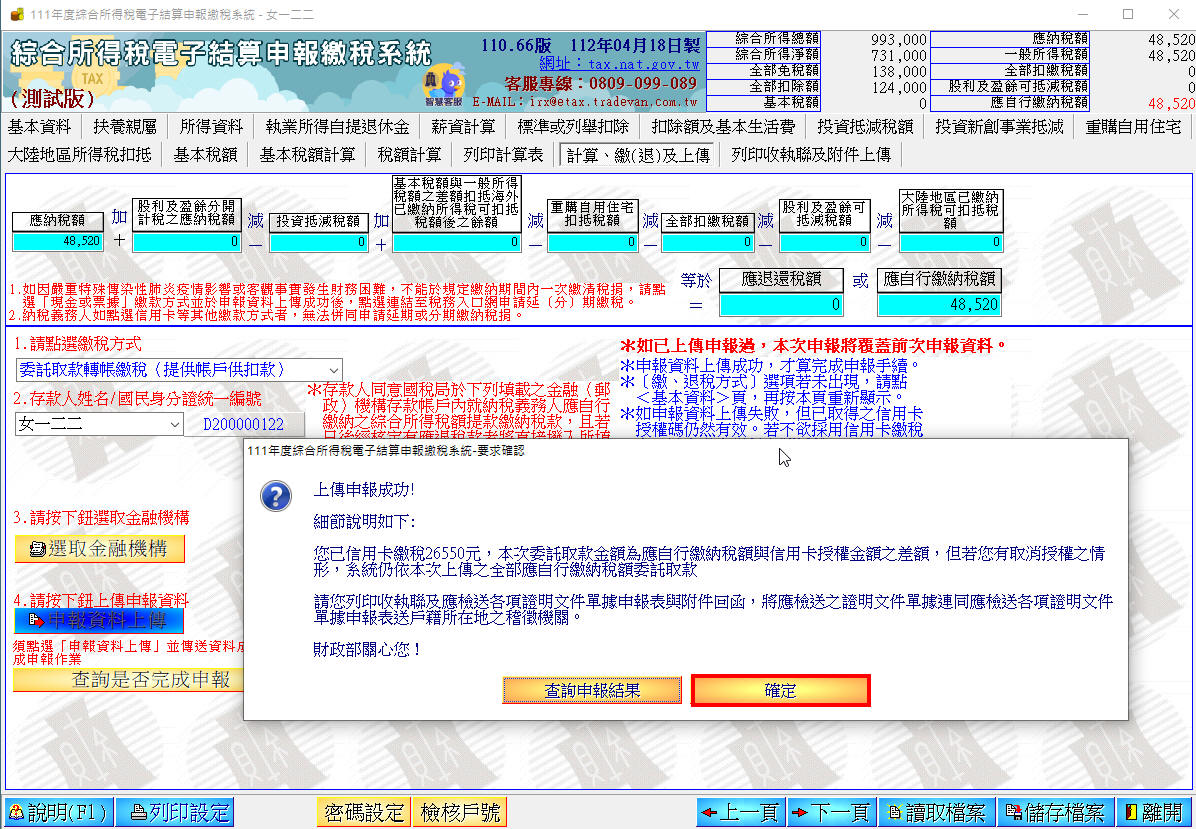 111年度綜合所得稅電子結算申報繳稅系統 - 女一二二
綜合所得稅電子結算申報繳稅系統
TAX
(測試版)
110.66版 112年04月18日製
網址：tax.nat.gov.tw
客服專線：0809-099-089
E-MAIL：irx@etax.tradevan.com.tw
智慧客服
綜合所得總額 993,000 應納稅額 48,520
綜合所得淨額 731,000 一般所得稅額 48,520
全部免稅額 138,000 全部扣繳稅額 0
全部扣除額 124,000 股利及盈餘可抵減稅額 0
基本稅額 0 應自行繳納稅額 48,520
基本資料 扶養親屬 所得資料 執業所得自提退休金 薪資計算 標準或列舉扣除 扣除額及基本生活費 投資抵減稅額 投資新創事業抵減 重購自用住宅
大陸地區所得稅扣抵 基本稅額 基本稅額計算 稅額計算 列印計算表 計算、繳(退)及上傳 列印收執聯及附件上傳
應納稅額
48,520
加
＋
股利及盈餘分開
計稅之應納稅額
0
減
－
投資抵減稅額
0
加
＋
基本稅額與一般所得
稅額之差額扣抵海外
已繳納所得稅可扣抵
稅額後之餘額
0
減
－
重購自用住宅
扣抵稅額
0
減
－
全部扣繳稅額
0
減
－
股利及盈餘可
抵減稅額
0
減
－
大陸地區已繳納
所得稅可扣抵稅
額
0
1.如因嚴重特殊傳染性肺炎疫情影響或客觀事實發生財務困難，不能於規定繳納期間內一次繳清稅捐，請點
選「現金或票據」繳款方式並於申報資料上傳成功後，點選連結至稅務入口網申請延（分）期繳稅。
2.納稅義務人如點選信用卡等其他繳款方式者，無法併同申請延期或分期繳納稅捐。
等於
＝
應退還稅額
0
或
應自行繳納稅額
48,520
1.請點選繳稅方式
委託取款轉帳繳稅（提供帳戶供扣款）
2.存款人姓名/國民身分證統一編號
女一二二 D200000122
＊存款人同意國稅局於下列填載之金融（郵
政）機構存款帳戶內就納稅義務人應自行
繳納之綜合所得稅額提款繳納稅款，且若
日後經核定有應退稅款者將直接撥入所填
＊如已上傳申報過，本次申報將覆蓋前次申報資料。
＊申報資料上傳成功，才算完成申報手續。
＊〔繳、退稅方式〕選項若未出現，請點
＜基本資料＞頁，再按本頁重新顯示。
＊如申報資料上傳失敗，但已取得之信用卡
授權碼仍然有效。若不欲採用信用卡繳稅
3.請按下鈕選取金融機構
選取金融機構
4.請按下鈕上傳申報資料
申報資料上傳
須點選「申報資料上傳」並傳送資料成
成申報作業
查詢是否完成申報
111年度綜合所得稅電子結算申報繳稅系統-要求確認
上傳申報成功!
細節說明如下:
您已信用卡繳稅26550元，本次委託取款金額為應自行繳納稅額與信用卡授權金額之差額，但若您有取消授權之情
形，系統仍依本次上傳之全部應自行繳納稅額委託取款
請您列印收執聯及應檢送各項證明文件單據申報表與附件回函，將應檢送之證明文件單據連同應檢送各項證明文件
單據申報表送戶籍所在地之稽徵機關。
財政部關心您！
查詢申報結果 確定
說明(F1) 列印設定 密碼設定 檢核戶號 上一頁 下一頁 讀取檔案 儲存檔案 離開